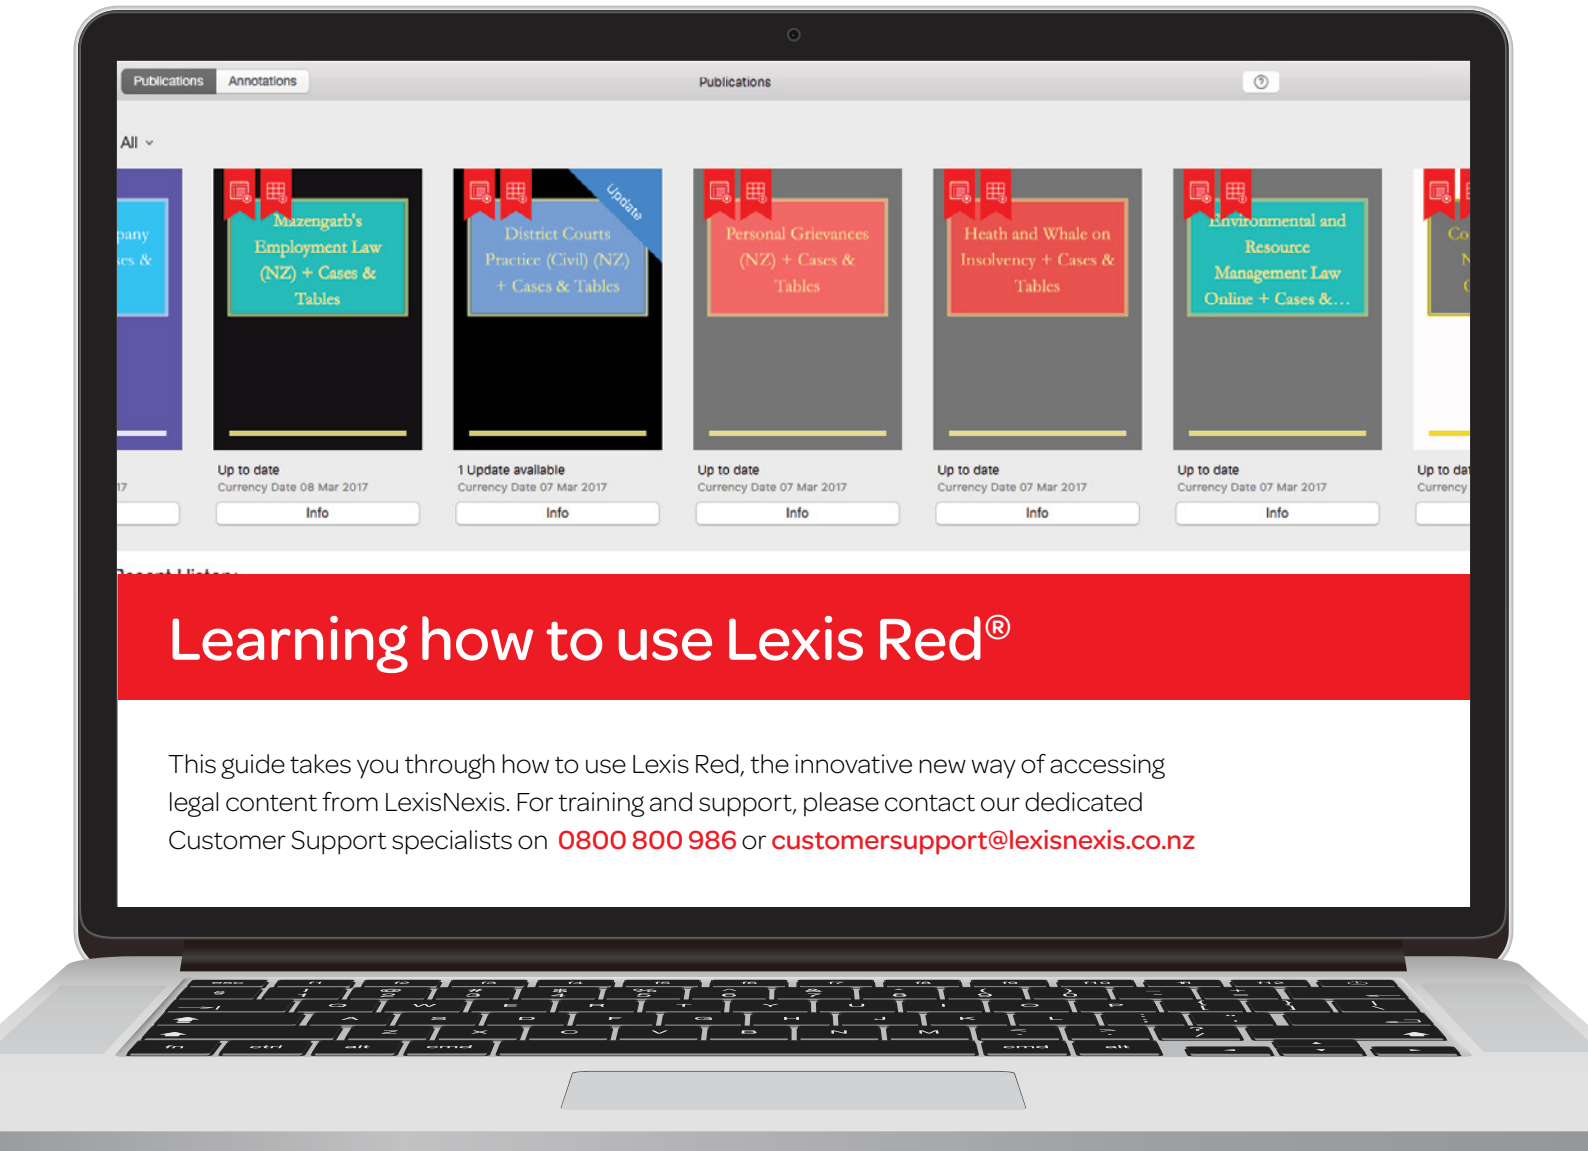 Publications Annotations Publications
All
Update
pany
Mazengarb's
Employment Law
(NZ) + Cases &
Tables
District Courts
Practice (Civil) (NZ)
+ Cases & Tables
Personal Grievances
(NZ) + Cases &
Tables
Heath and Whale on
Insolvency + Cases &
Tables
Environmental and
Resource
Management Law
Online + Cases &...
Up to date
Currency Date 08 Mar 2017
Info
1 Update available
Currency Date 07 Mar 2017
Info
Up to date
Currency Date 07 Mar 2017
Info
Up to date
Currency Date 07 Mar 2017
Info
Up to date
Currency Date 07 Mar 2017
Info
Up to dat
Currency
17
Learning how to use Lexis Red®
This guide takes you through how to use Lexis Red, the innovative new way of accessing
legal content from LexisNexis. For training and support, please contact our dedicated
Customer Support specialists on 0800 800 986 or customersupport@lexisnexis.co.nz